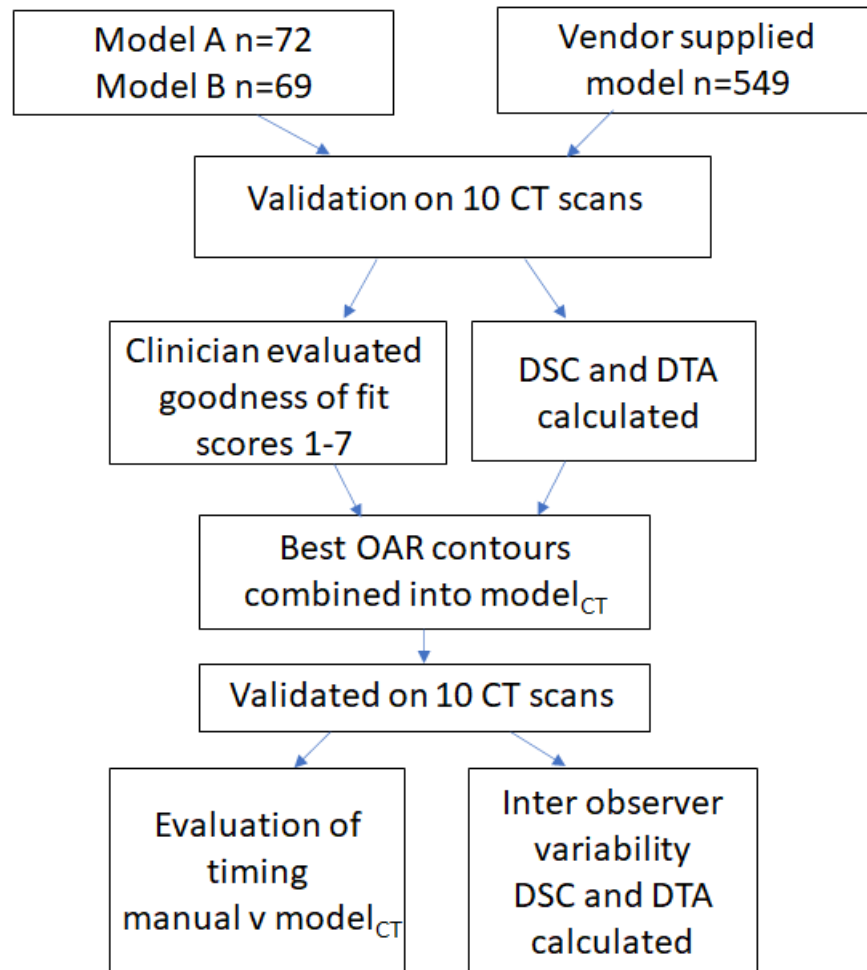 Model A n=72
Model B n=69
Vendor supplied
model n=549
Validation on 10 CT scans
Clinician evaluated
goodness of fit
scores 1-7
DSC and DTA
calculated
Best OAR contours
combined into modelCT
Validated on 10 CT scans
Evaluation of
timing
manual v modelCT
Inter observer
variability
DSC and DTA
calculated